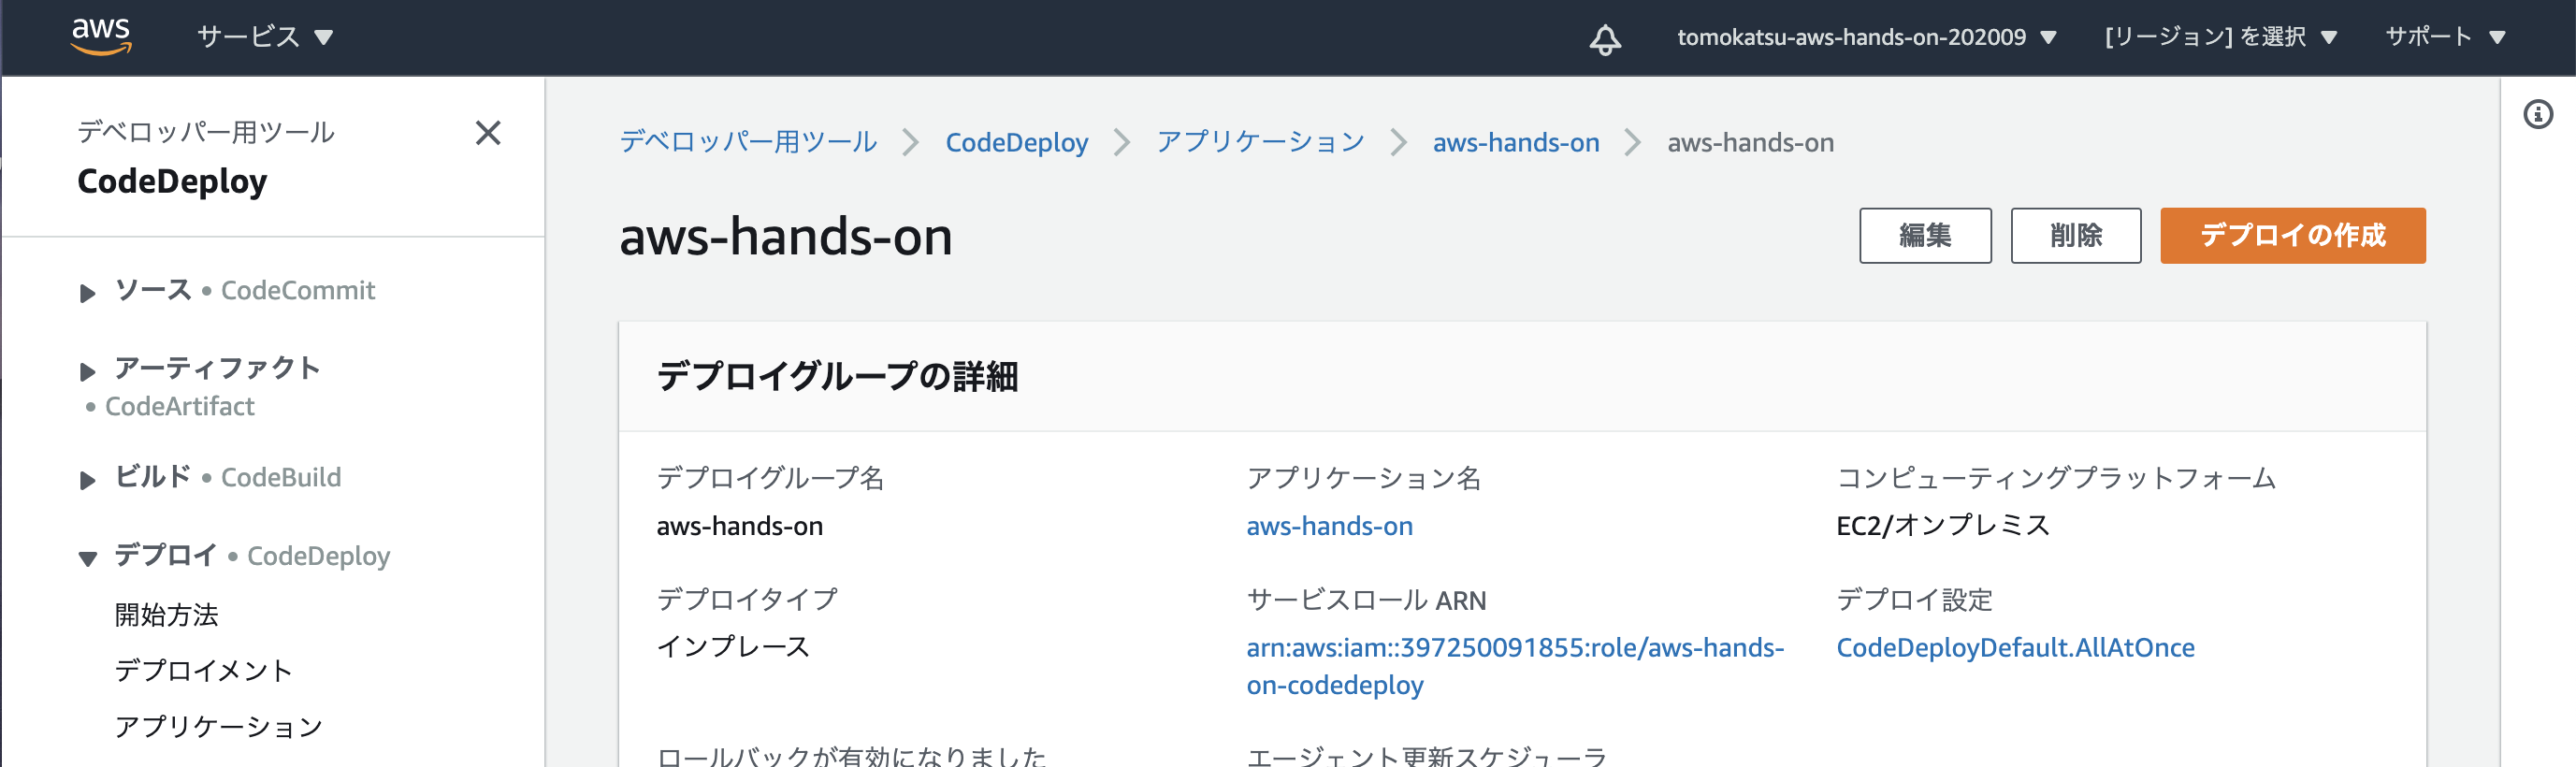 aws サービス ▼ tomokatsu-aws-hands-on-202009 ▼ [リージョン] を選択 ▼ サポート ▼
デベロッパー用ツール
CodeDeploy
ソース • CodeCommit
アーティファクト
• CodeArtifact
ビルド • CodeBuild
デプロイ • CodeDeploy
開始方法
デプロイメント
アプリケーション
デベロッパー用ツール > CodeDeploy > アプリケーション > aws-hands-on > aws-hands-on
aws-hands-on
編集 削除 デプロイの作成
デプロイグループの詳細
デプロイグループ名
aws-hands-on
アプリケーション名
aws-hands-on
コンピューティングプラットフォーム
EC2/オンプレミス
デプロイタイプ
インプレース
サービスロール ARN
arn:aws:iam::397250091855:role/aws-hands-
on-codedeploy
デプロイ設定
CodeDeployDefault.AllAtOnce
ロールバックが有効になりました
エージェント更新スケジューラ